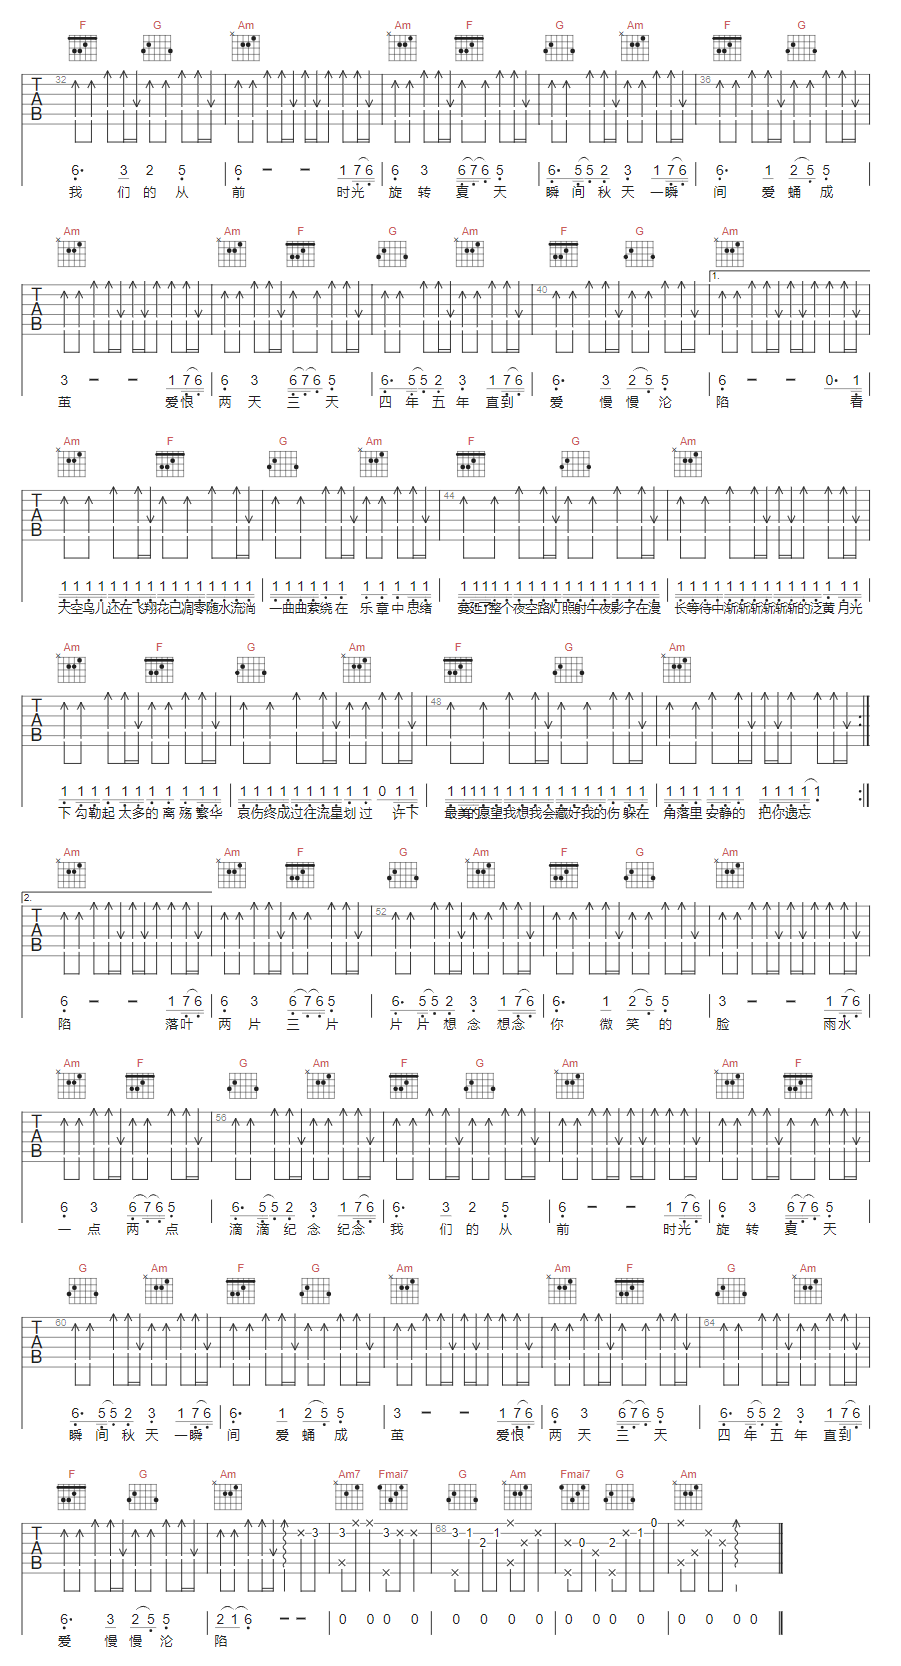 F G Am Am F G Am F G
32 36
T
A
B
6· 3 2 5 6 - - 1 7 6 6 3 6 7 6 5 6· 5 5 2 3 1 7 6 6· 1 2 5 5
我 们 的 从 前 时光 旋 转 夏 天 瞬 间 秋 天 一瞬 间 爱 蛹 成
Am Am F G Am F G Am
40 1.
T
A
B
3 - - 1 7 6 6 3 6 7 6 5 6· 5 5 2 3 1 7 6 6· 3 2 5 5 6 - - 0· 1
茧 爱恨 两 天 三 天 四 年 五 年 直到 爱 慢 慢 沦 陷 看
Am F G Am F G Am
44
T
A
B
1 1 1 1 1 1 1 1 1 1 1 1 1 1 1 1 1 1 1 1 1 1 1 1 1 1 1 1 1 1 1 1 1 1 1 1 1 1 1 1 1 1 1 1 1 1 1 1 1 1 1 1 1 1 1 1
天空鸟儿还在飞翔花已凋零随水流淌 一曲曲萦绕在 乐章中思绪 蔓延了整个夜空路灯照射午夜影子在漫 长等待中渐渐渐渐渐渐的泛黄月光
Am F G Am F G Am
48
T
A
B
1 1 1 1 1 1 1 1 1 1 1 1 1 1 1 1 1 1 1 1 1 1 1 1 0 1 1 1 1 1 1 1 1 1 1 1 1 1 1 1 1 1 1 1 1 1 1 1 1 1 1 1 1
下 勾勒起 太多的 离 殇 繁华 哀伤终成过往流星划 过 许下 最美的愿望我想我会藏好我的伤 躲在 角落里 安静的 把你遗忘
Am Am F G Am F G Am
2. 52
T
A
B
6 - - 1 7 6 6 3 6 7 6 5 6· 5 5 2 3 1 7 6 6· 1 2 5 5 3 - - 1 7 6
陷 落叶 两 片 三 片 片 片 想 念 想念 你 微 笑 的 脸 雨水
Am F G Am F G Am Am F
56
T
A
B
6 3 6 7 6 5 6· 5 5 2 3 1 7 6 6· 3 2 5 6 - - 1 7 6 6 3 6 7 6 5
一 点 两 点 滴 滴 纪 念 纪念 我 们 的 从 前 时光 旋 转 夏 天
G Am F G Am Am F G Am
60 64
T
A
B
6· 5 5 2 3 1 7 6 6· 1 2 5 5 3 - - 1 7 6 6 3 6 7 6 5 6· 5 5 2 3 1 7 6
瞬 间 秋 天 一瞬 间 爱 蛹 成 茧 爱恨 两 天 三 天 四 年 五 年 直到
F G Am Am7 Fmaj7 G Am Fmaj7 G Am
68
T
A
B
3 3 3 3 1 2 1 0 2 1 0
6· 3 2 5 5 2 1 6 - - 0 0 0 0 0 0 0 0 0 0 0 0 0 0 0 0
爱 慢 慢 沦 陷